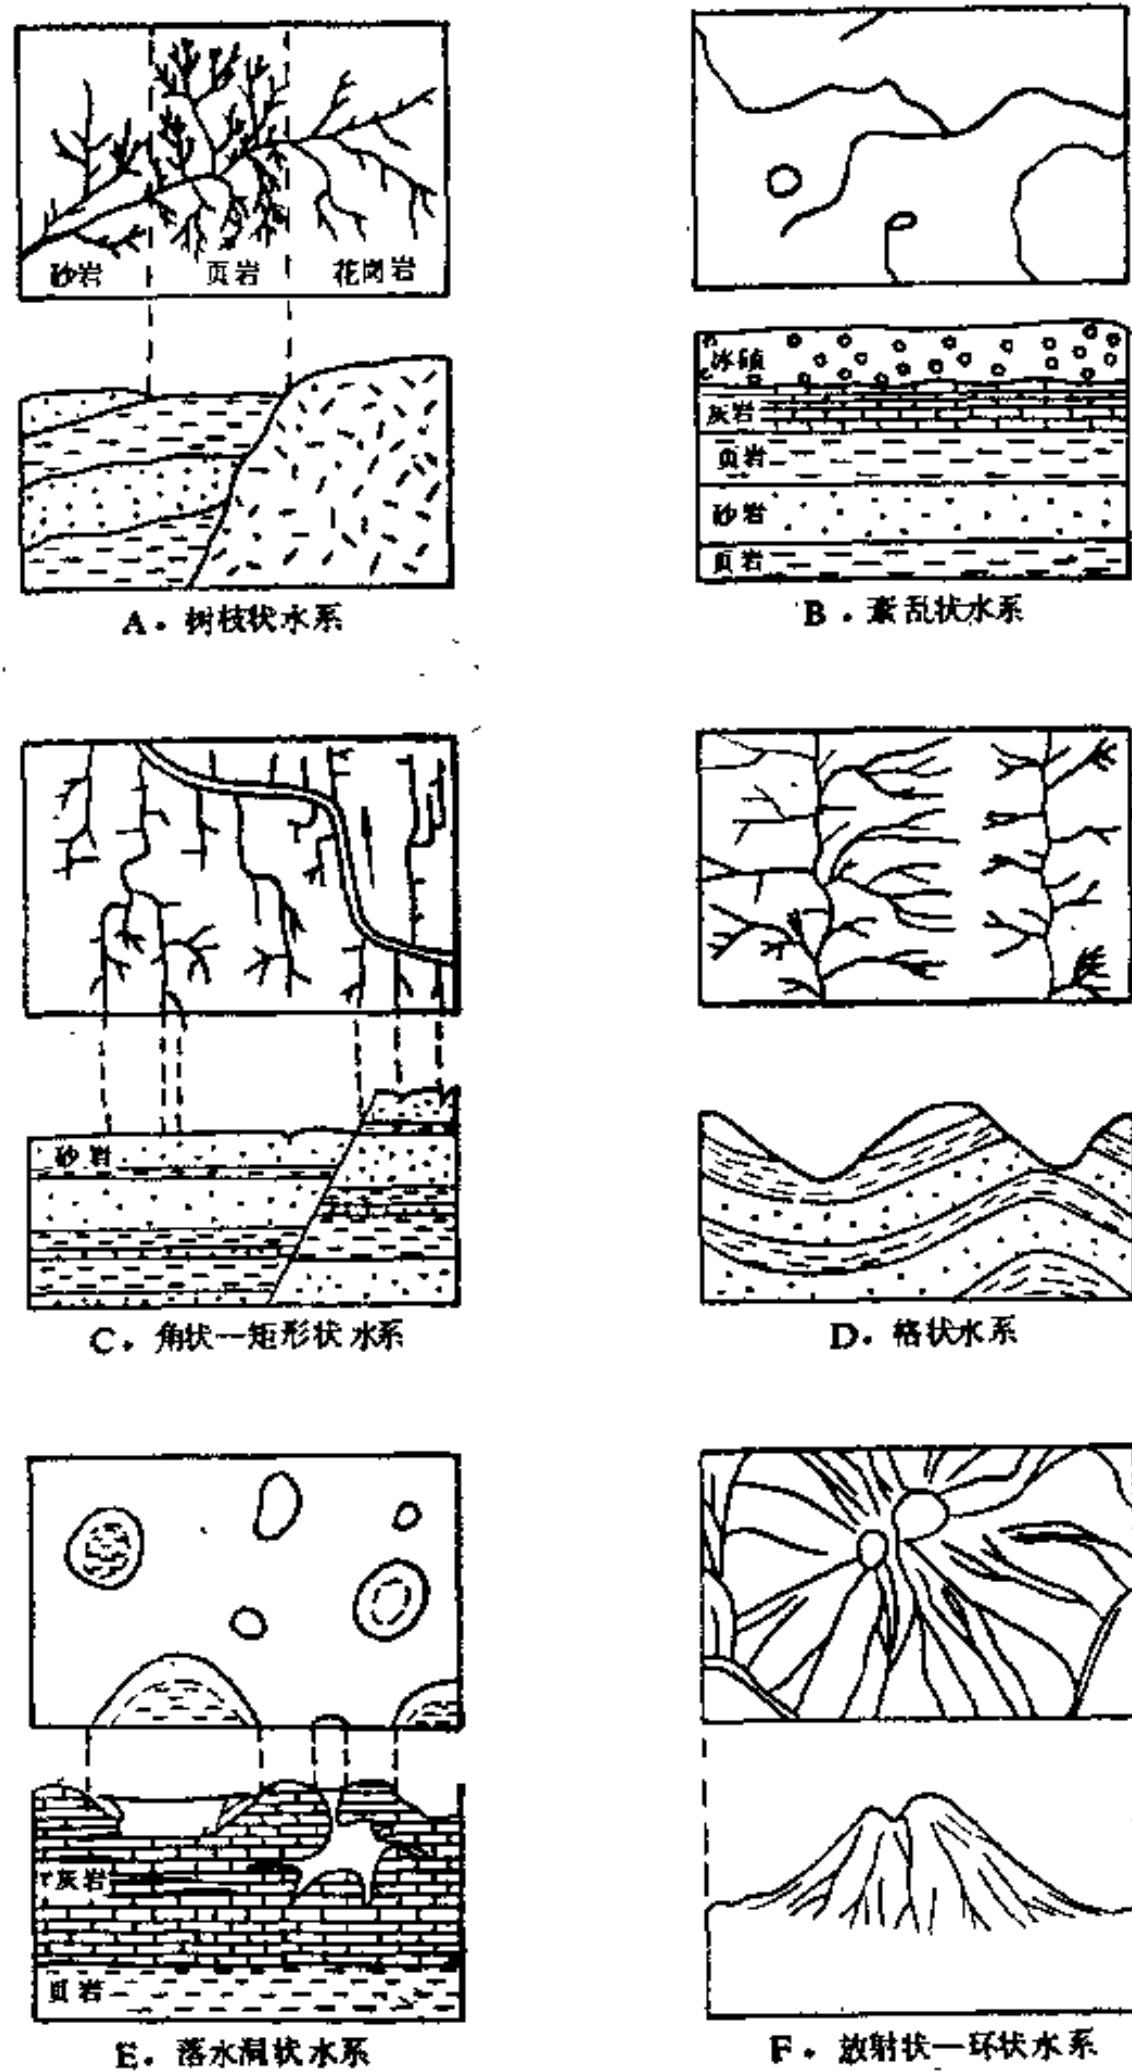 砂岩 页岩 花岗岩
A. 树枝状水系
冰碛
灰岩
页岩
砂岩
页岩
B. 紊乱状水系
砂岩
C. 角状—矩形状水系
D. 格状水系
灰岩
页岩
E. 落水洞状水系
F. 放射状—环状水系